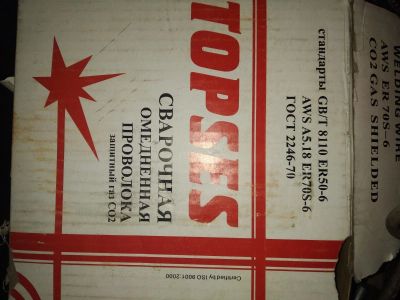 TOPSES
СВАРОЧНАЯ
ОМЕДНЕННАЯ
ПРОВОЛОКА
защитный газ CO2
стандарты GB/T 8110 ER50-6
AWS A5.18 ER70S-6
ГОСТ 2246-70
Certified by ISO 9001:2000
WELDING WIRE
AWS ER 70S-6
CO2 GAS SHIELDED